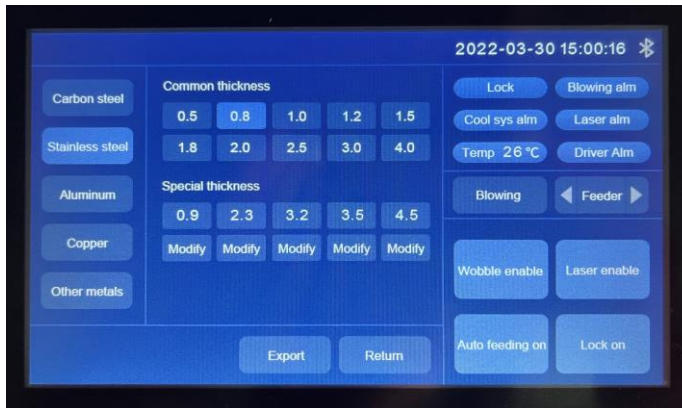 2022-03-30 15:00:16
Carbon steel
Stainless steel
Aluminum
Copper
Other metals
Common thickness
0.5 0.8 1.0 1.2 1.5
1.8 2.0 2.5 3.0 4.0
Special thickness
0.9 2.3 3.2 3.5 4.5
Modify Modify Modify Modify Modify
Export Return
Lock Blowing alm
Cool sys alm Laser alm
Temp 26℃ Driver Alm
Blowing Feeder
Wobble enable Laser enable
Auto feeding on Lock on